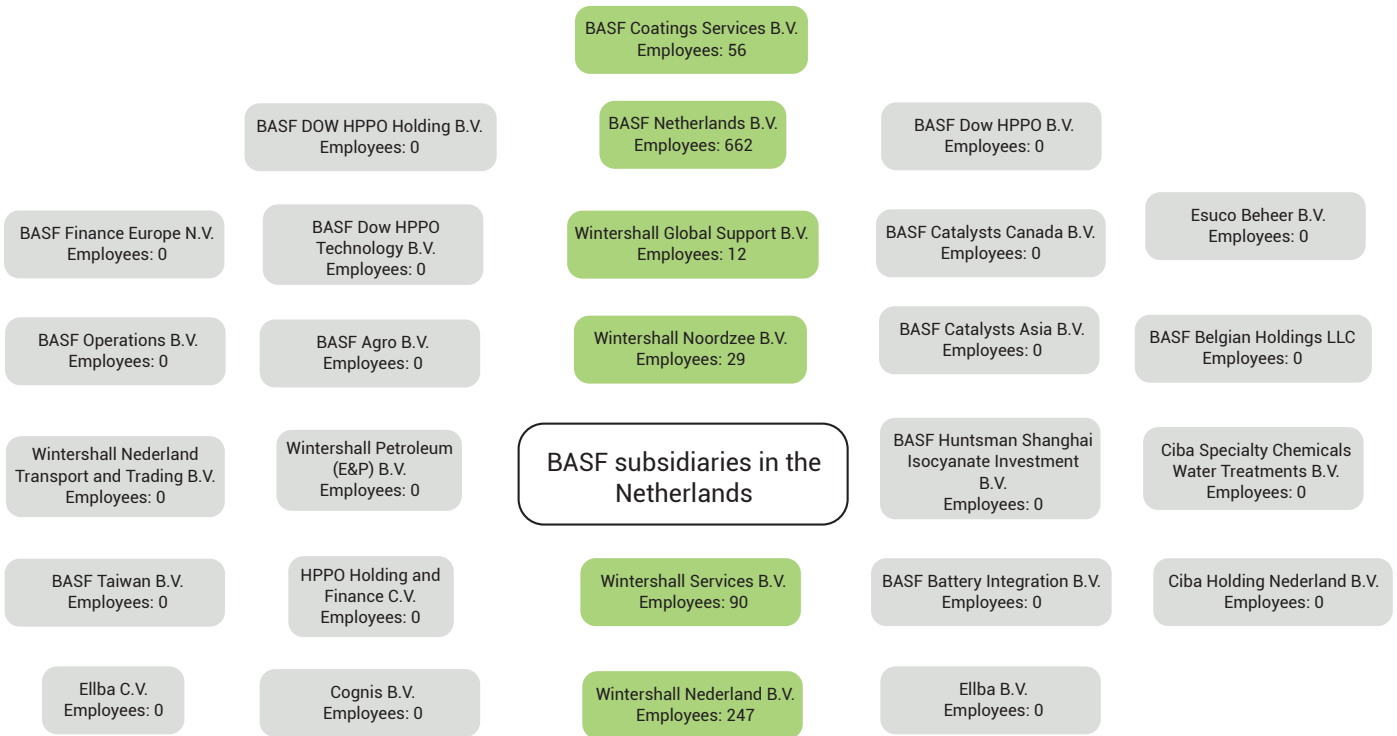 BASF Coatings Services B.V.
Employees: 56
BASF DOW HPPO Holding B.V.
Employees: 0
BASF Netherlands B.V.
Employees: 662
BASF Dow HPPO B.V.
Employees: 0
BASF Finance Europe N.V.
Employees: 0
BASF Dow HPPO
Technology B.V.
Employees: 0
Wintershall Global Support B.V.
Employees: 12
BASF Catalysts Canada B.V.
Employees: 0
Esuco Beheer B.V.
Employees: 0
BASF Operations B.V.
Employees: 0
BASF Agro B.V.
Employees: 0
Wintershall Noordzee B.V.
Employees: 29
BASF Catalysts Asia B.V.
Employees: 0
BASF Belgian Holdings LLC
Employees: 0
Wintershall Nederland
Transport and Trading B.V.
Employees: 0
Wintershall Petroleum
(E&P) B.V.
Employees: 0
BASF subsidiaries in the
Netherlands
BASF Huntsman Shanghai
Isocyanate Investment
B.V.
Employees: 0
Ciba Specialty Chemicals
Water Treatments B.V.
Employees: 0
BASF Taiwan B.V.
Employees: 0
HPPO Holding and
Finance C.V.
Employees: 0
Wintershall Services B.V.
Employees: 90
BASF Battery Integration B.V.
Employees: 0
Ciba Holding Nederland B.V.
Employees: 0
Ellba C.V.
Employees: 0
Cognis B.V.
Employees: 0
Wintershall Nederland B.V.
Employees: 247
Ellba B.V.
Employees: 0